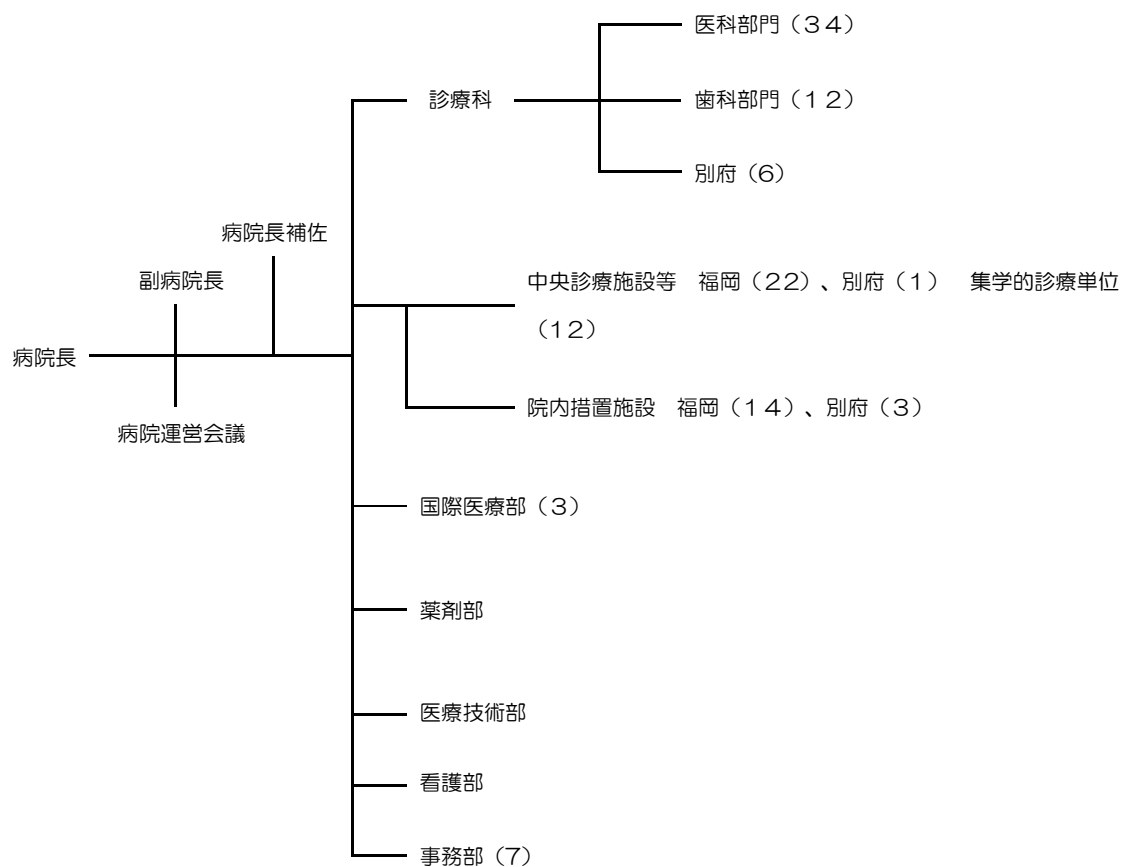 医科部門（３４）
診療科
歯科部門（１２）
別府（６）
病院長補佐
副病院長
中央診療施設等　福岡（２２）、別府（１）　集学的診療単位
（１２）
病院長
院内措置施設　福岡（１４）、別府（３）
病院運営会議
国際医療部（３）
薬剤部
医療技術部
看護部
事務部（７）